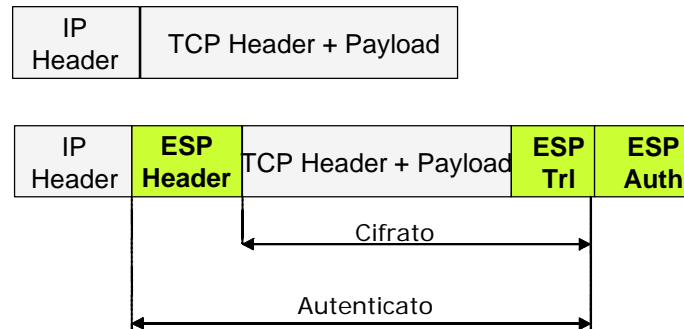 IP
Header
TCP Header + Payload
IP
Header
ESP
Header
TCP Header + Payload
ESP
Trl
ESP
Auth
Cifrato
Autenticato